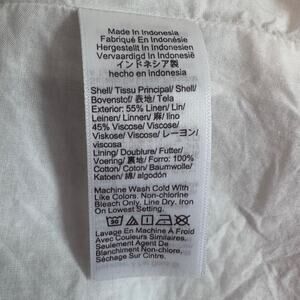 Made In Indonesia
Fabriqué En Indonésie
Hergestellt In Indonesien
Vervaardigd In Indonesië
インドネシア製
hecho en indonesia
Shell/ Tissu Principal/ Shell/
Bovenstof/ 表地/ Tela
Exterior: 55% Linen/ Lin/
Leinen/ Linnen/ 麻/ lino
45% Viscose/ Viscose/
Viskose/ Viscose/ レーヨン/
viscosa
Lining/ Doublure/ Futter/
Voering/ 裏地/ Forro: 100%
Cotton/ Coton/ Baumwolle/
Katoen/ 綿/ algodón
Machine Wash Cold With
Like Colors. Non-chlorine
Bleach Only. Line Dry. Iron
On Lowest Setting.
30
Lavage En Machine À Froid
Avec Couleurs Similaires.
Seulement Agent De
Blanchiment Non-chlore.
Séchage Sur Cintre.